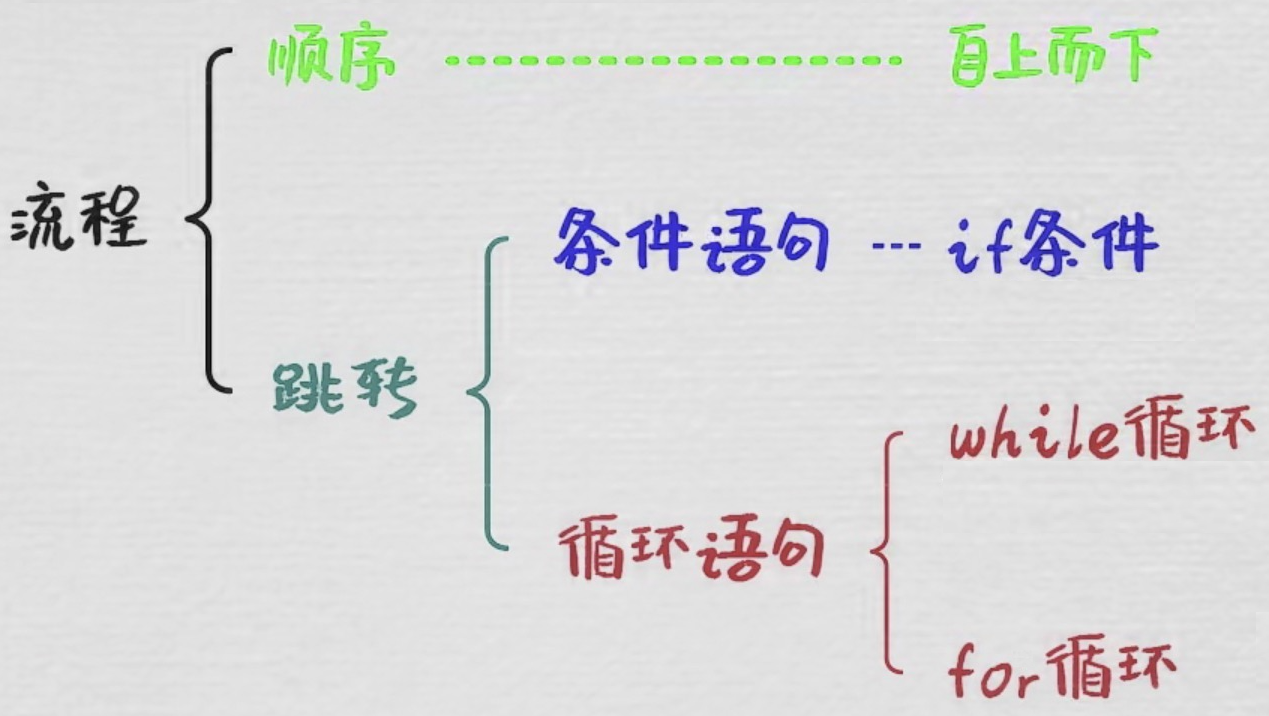 顺序 自上而下
流程
条件语句 --- if条件
跳转
while循环
循环语句
for循环